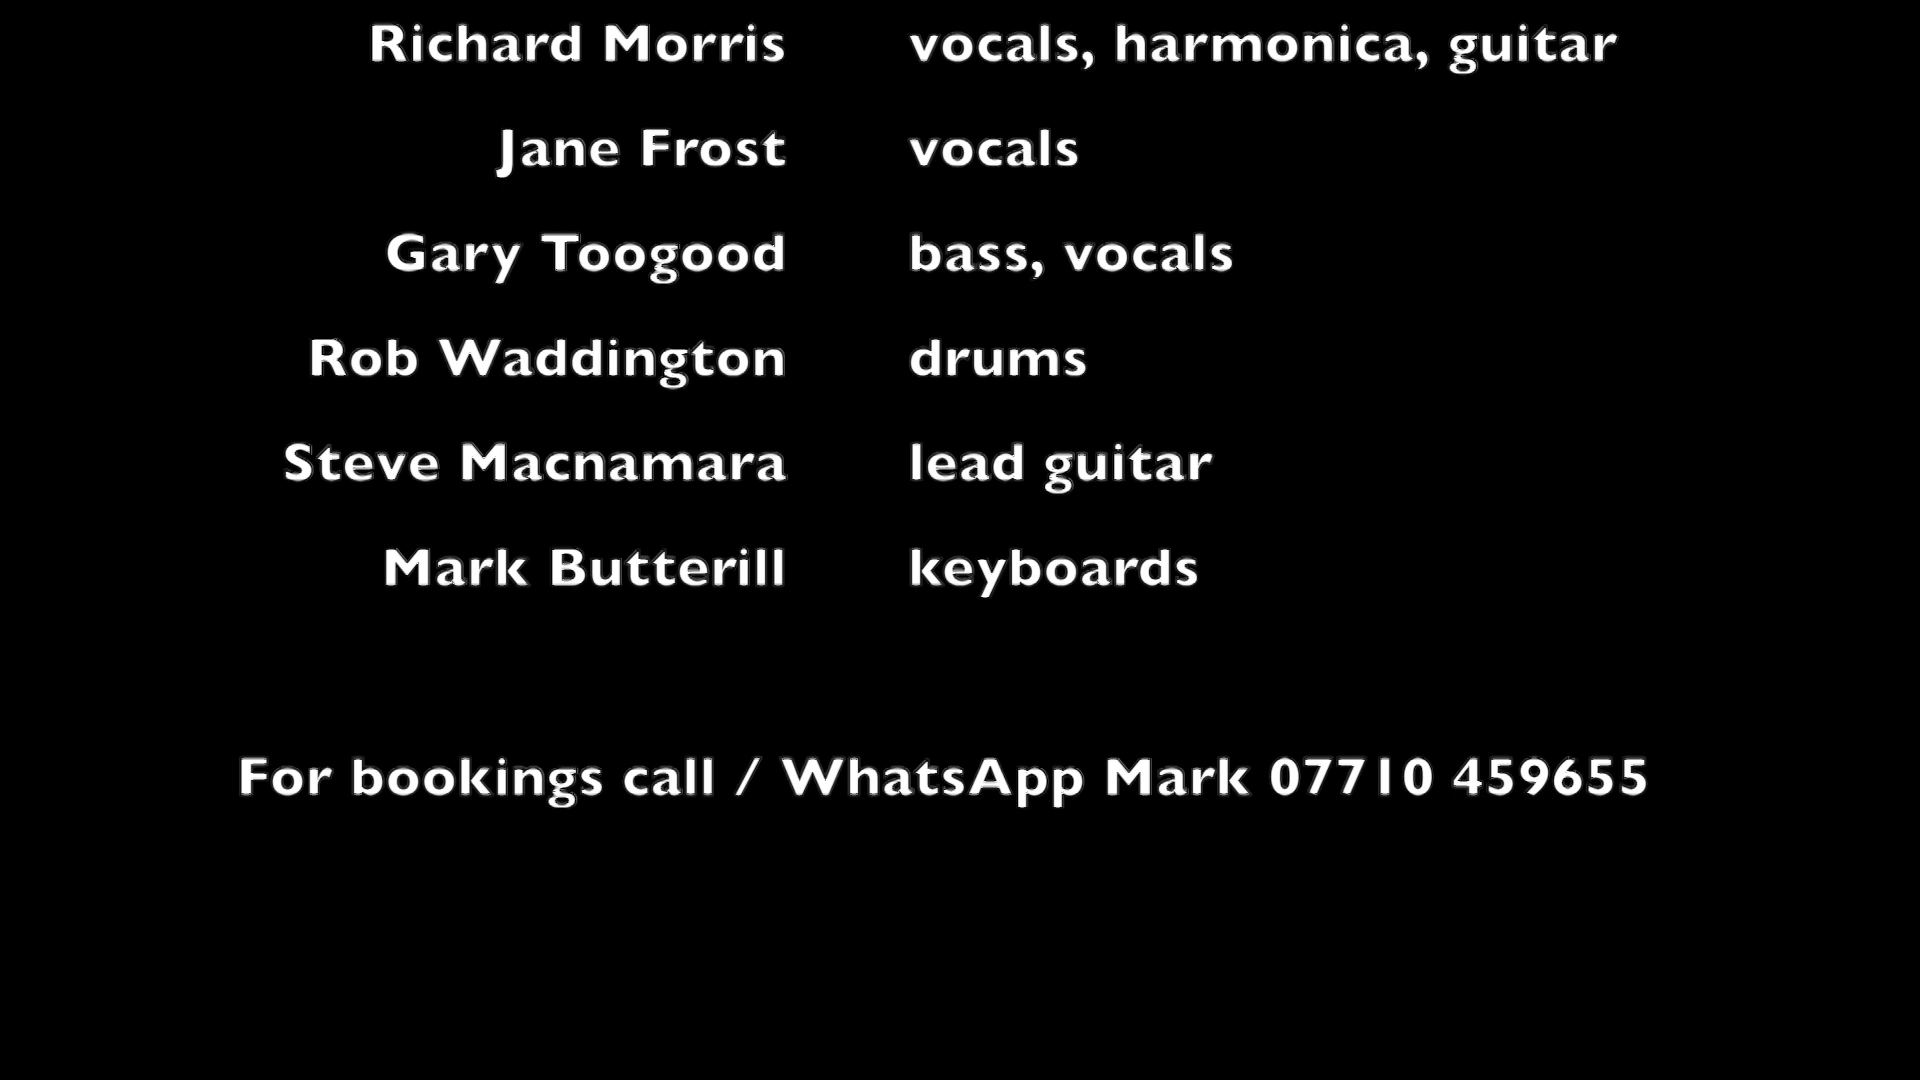 Richard Morris vocals, harmonica, guitar
Jane Frost vocals
Gary Toogood bass, vocals
Rob Waddington drums
Steve Macnamara lead guitar
Mark Butterill keyboards
For bookings call / WhatsApp Mark 07710 459655